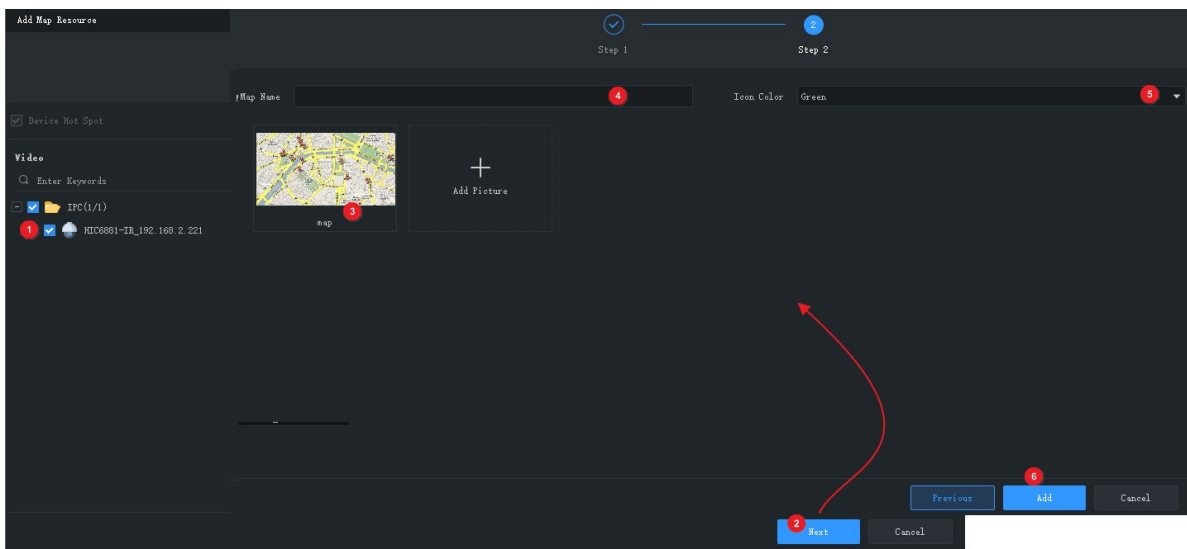 Add Map Resource
2
Step 1
Step 2
*Map Name
4
Icon Color
Green
5
Device Hot Spot
Video
Enter Keywords
IPC(1/1)
1
HIC6881-IR_192.168.2.221
3
map
Add Picture
6
Previous
Add
Cancel
2
Next
Cancel